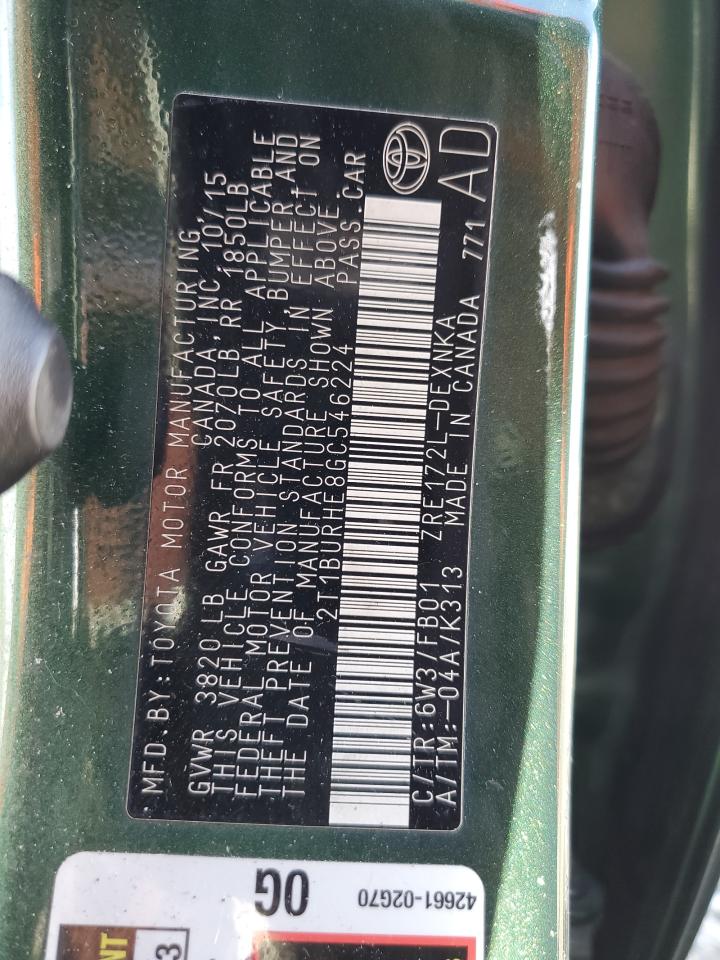 MFD.BY:TOYOTA MOTOR MANUFACTURING
CANADA,INC. 10/15
GVWR 3820LB GAWR FR 2070LB RR 1850LB
THIS VEHICLE CONFORMS TO ALL APPLICABLE
FEDERAL MOTOR VEHICLE SAFETY, BUMPER,AND
THEFT PREVENTION STANDARDS IN EFFECT ON
THE DATE OF MANUFACTURE SHOWN ABOVE.
2T1BURHE8GC546224 PASS.CAR
C/TR:6W3/FB01 ZRE172L-DEXNKA
A/TM:-04A/K313 MADE IN CANADA 771
AD
0G
42661-02G70